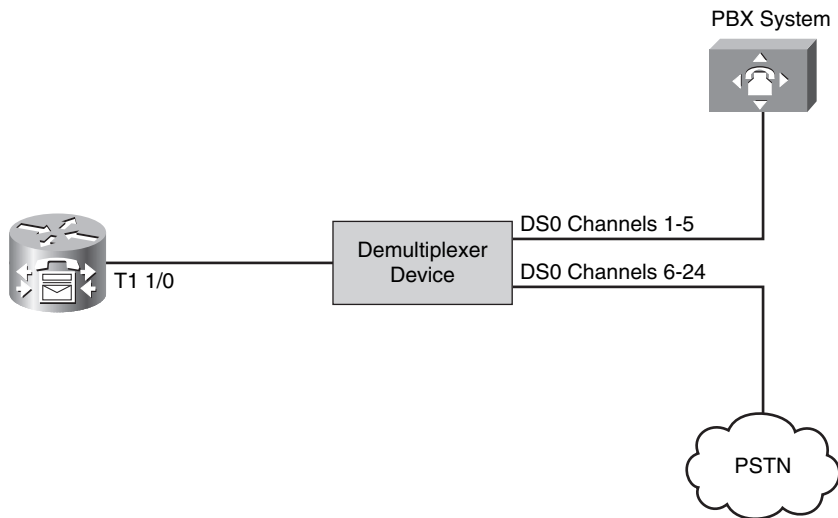 PBX System
DS0 Channels 1-5
Demultiplexer
Device
T1 1/0
DS0 Channels 6-24
PSTN